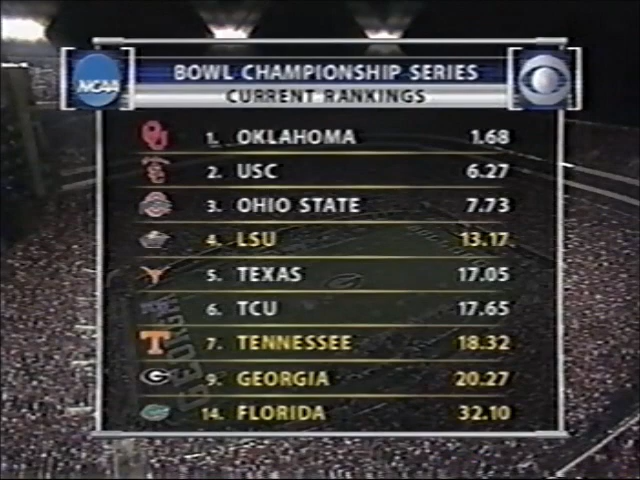 NCAA
BOWL CHAMPIONSHIP SERIES
CURRENT RANKINGS
OU 1. OKLAHOMA 1.68
SC 2. USC 6.27
3. OHIO STATE 7.73
4. LSU 13.17
5. TEXAS 17.05
6. TCU 17.65
T 7. TENNESSEE 18.32
G 9. GEORGIA 20.27
14. FLORIDA 32.10